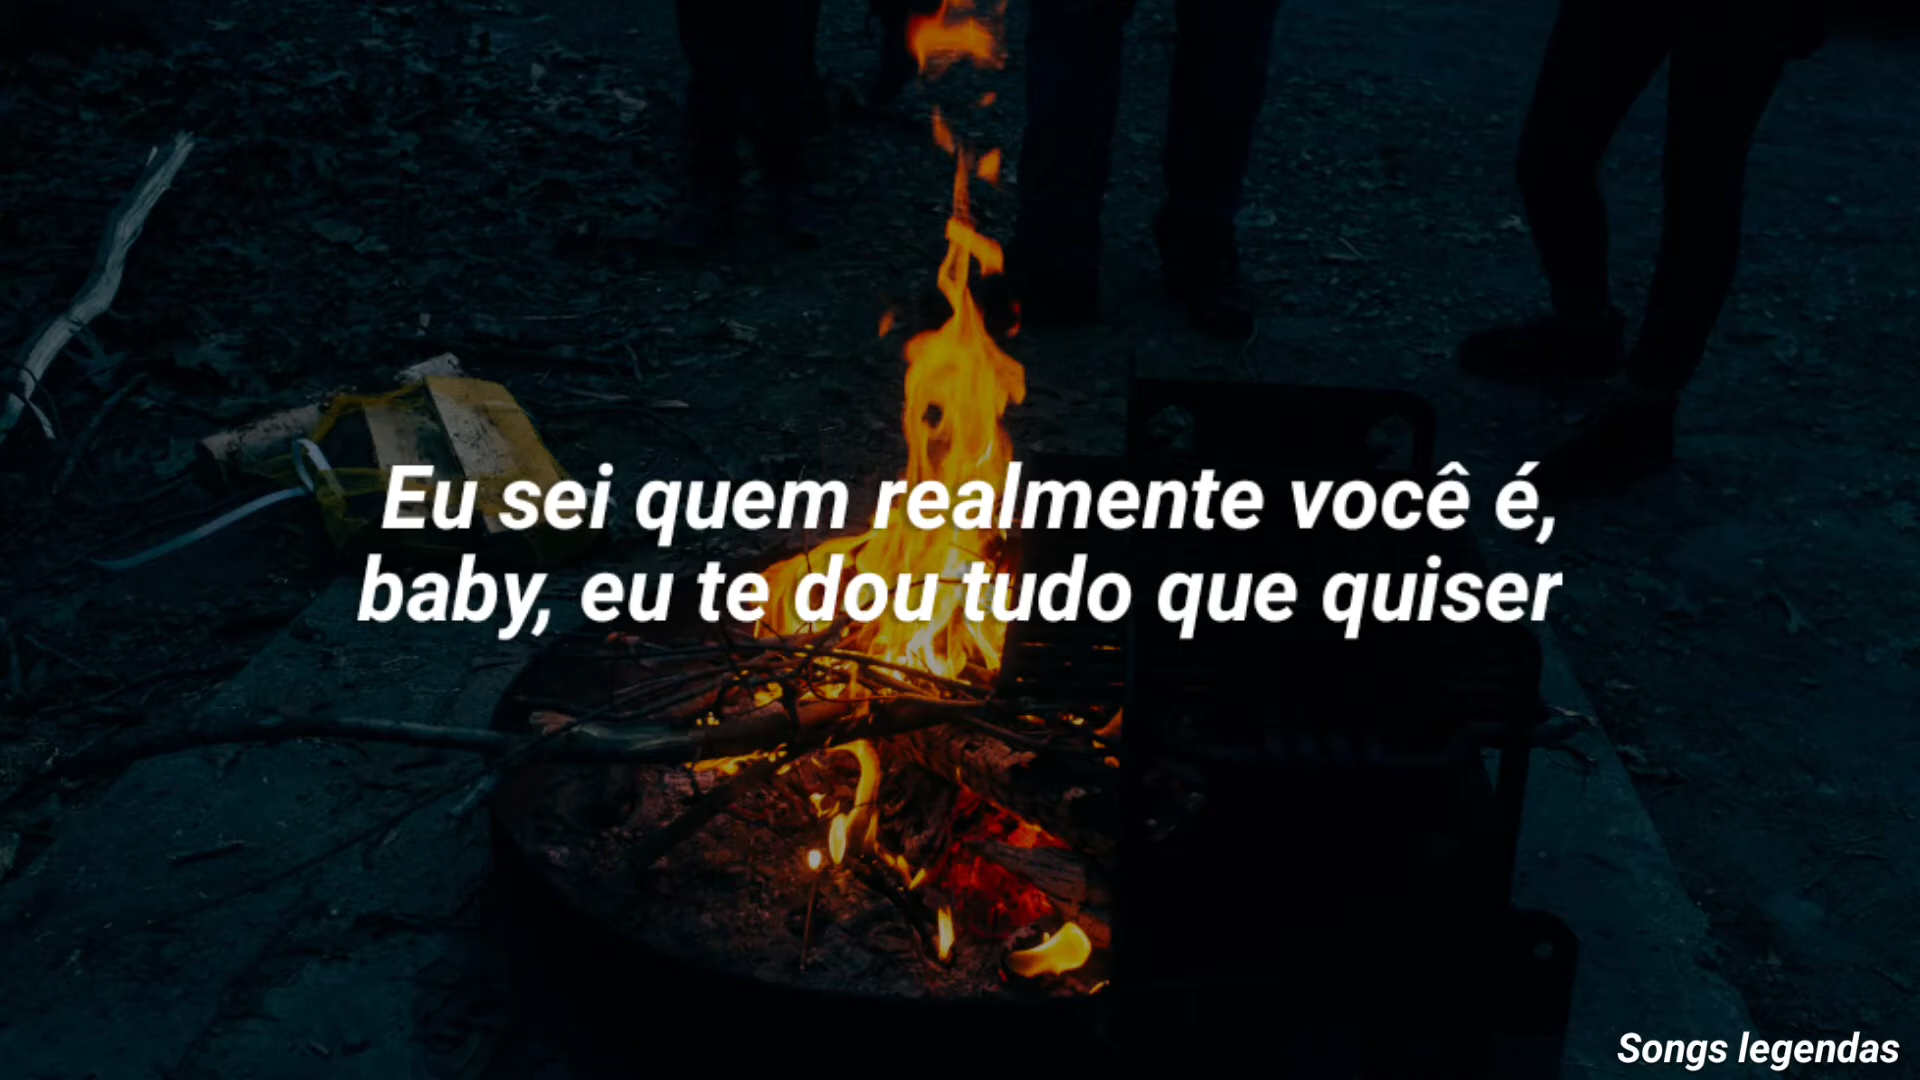 Eu sei quem realmente você é,
baby, eu te dou tudo que quiser
Songs legendas